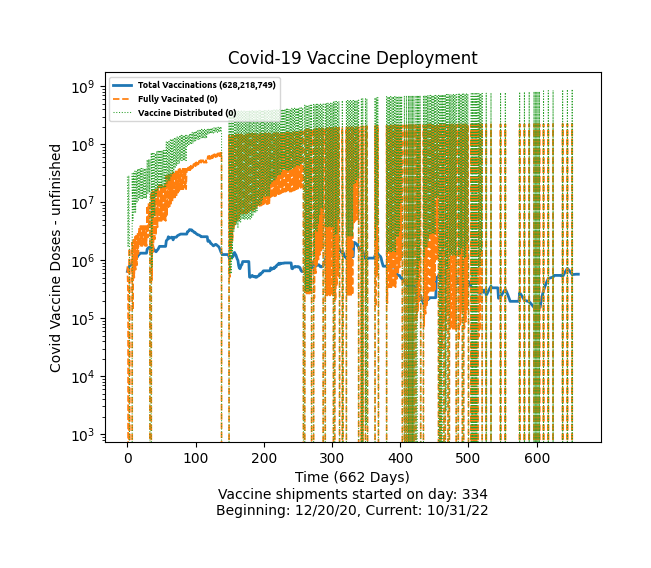 Covid-19 Vaccine Deployment
Total Vaccinations (628,218,749)
Fully Vacinated (0)
Vaccine Distributed (0)
Covid Vaccine Doses - unfinished
10⁹
10⁸
10⁷
10⁶
10⁵
10⁴
10³
0 100 200 300 400 500 600
Time (662 Days)
Vaccine shipments started on day: 334
Beginning: 12/20/20, Current: 10/31/22